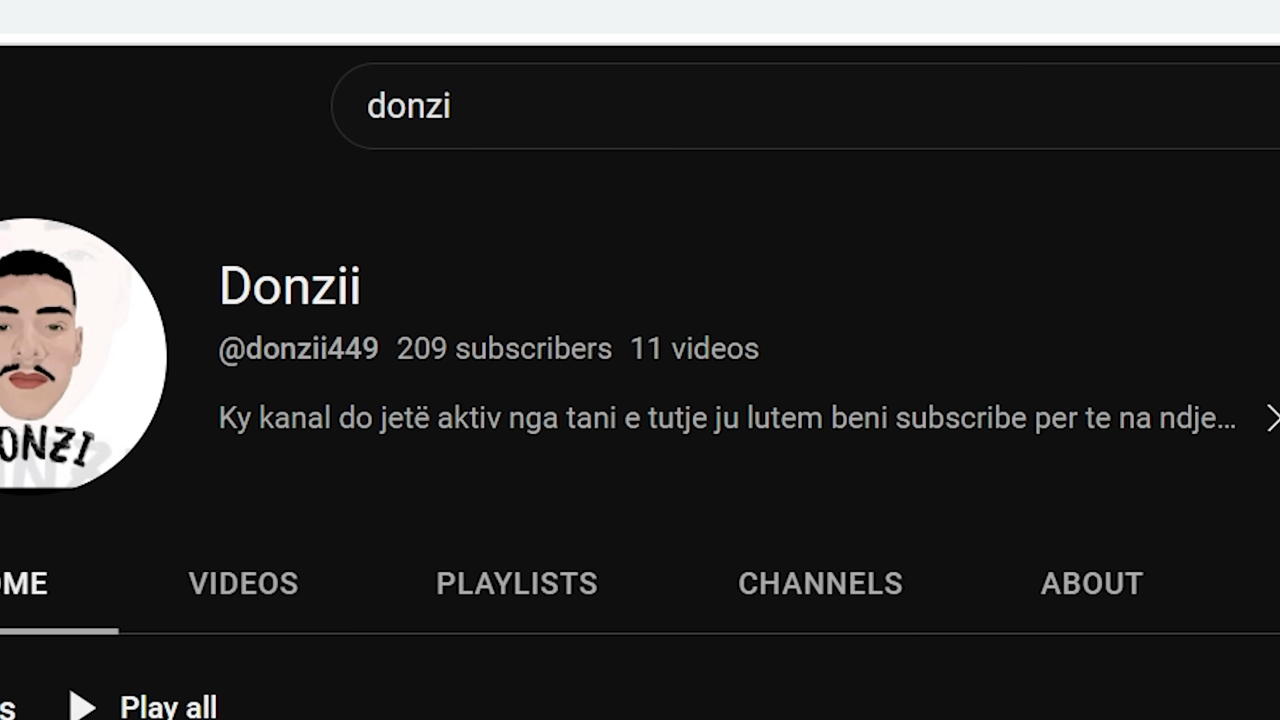 donzi
Donzii
@donzii449 209 subscribers 11 videos
Ky kanal do jetë aktiv nga tani e tutje ju lutem beni subscribe per te na ndje...
ONZI
OME VIDEOS PLAYLISTS CHANNELS ABOUT
s Play all